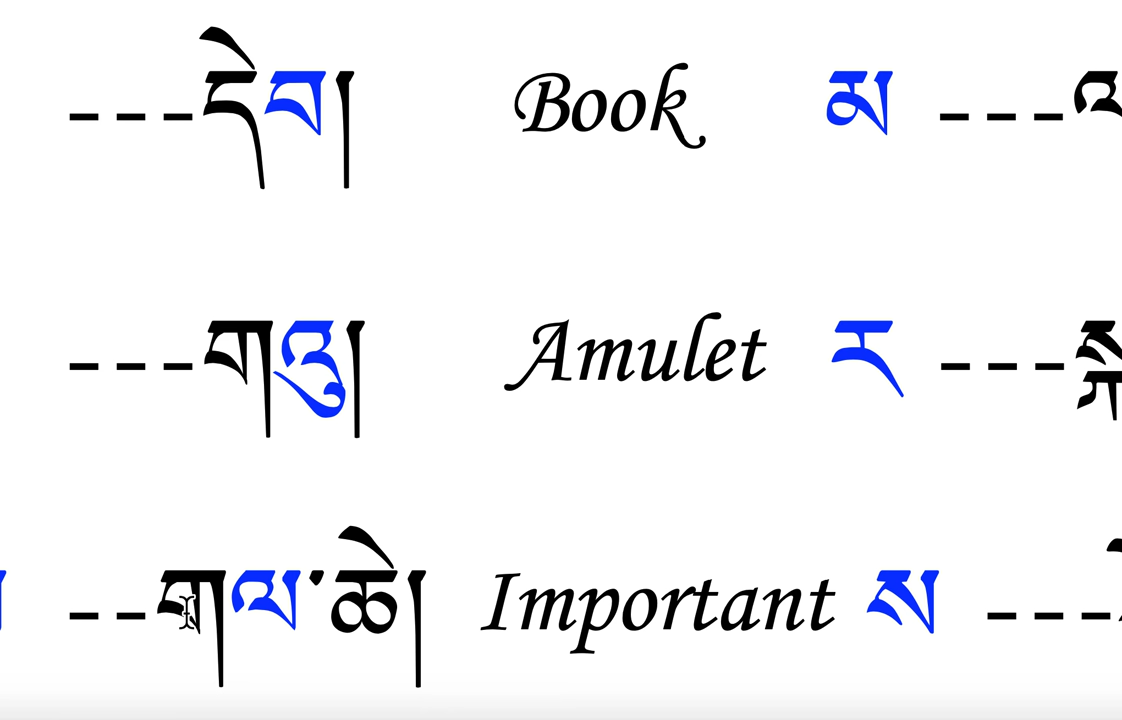 ---དེབ། Book མ ---ལ
---གའུ། Amulet ར ---སྐ
--གལ་ཆེ། Important ས ---